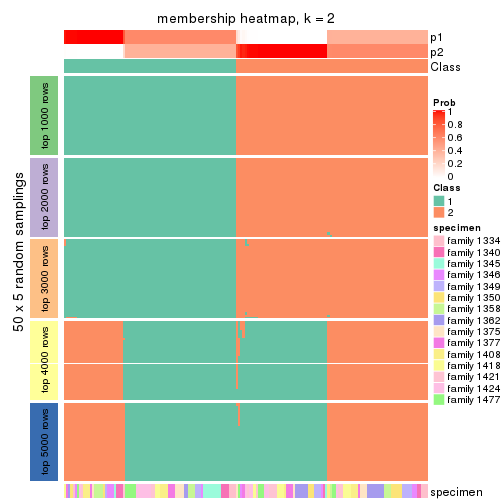 membership heatmap, k = 2
p1
p2
Class
50 x 5 random samplings
top 1000 rows
top 2000 rows
top 3000 rows
top 4000 rows
top 5000 rows
specimen
Prob
1
0.8
0.6
0.4
0.2
0
Class
1
2
specimen
family 1334
family 1340
family 1345
family 1346
family 1349
family 1350
family 1358
family 1362
family 1375
family 1377
family 1408
family 1418
family 1421
family 1424
family 1477